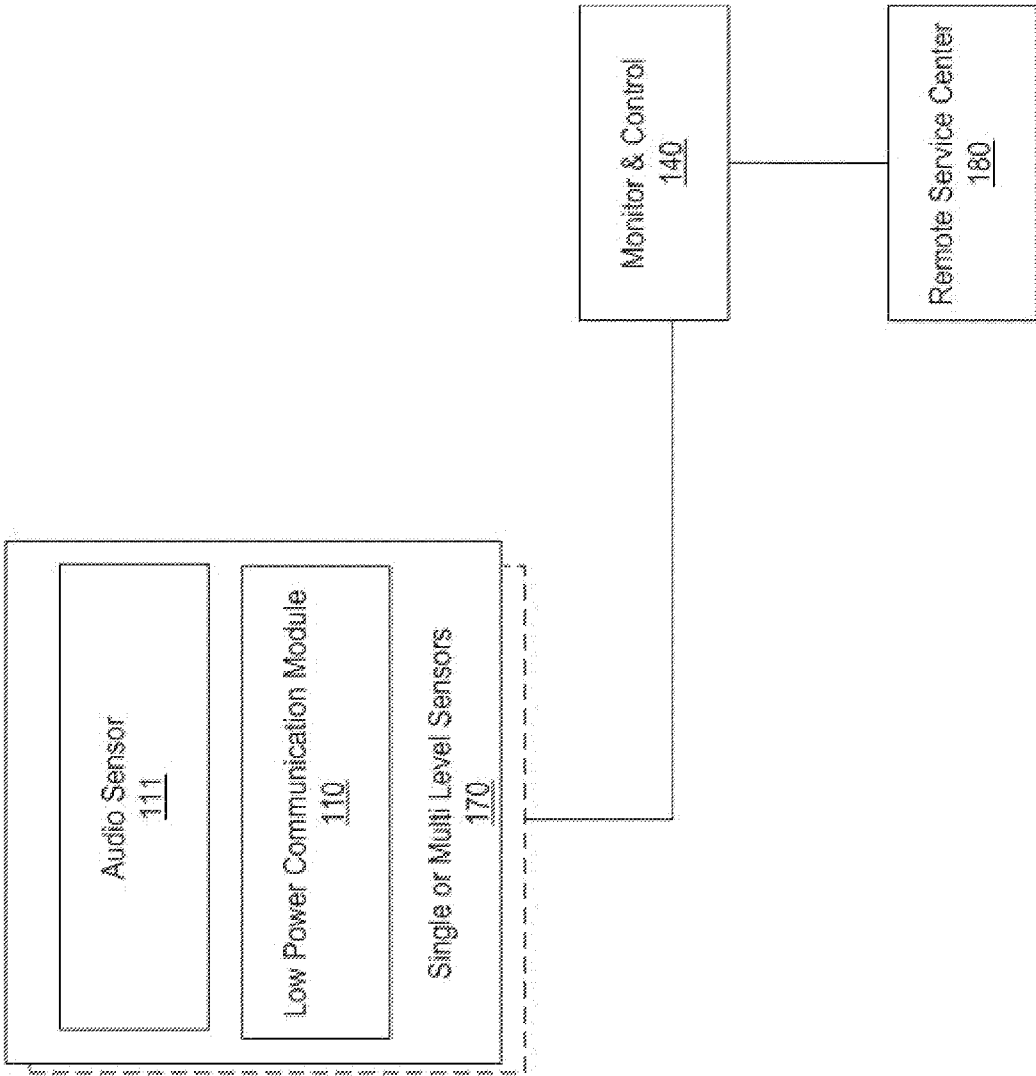 Audio Sensor
111
Low Power Communication Module
110
Single or Multi Level Sensors
170
Monitor & Control
140
Remote Service Center
180